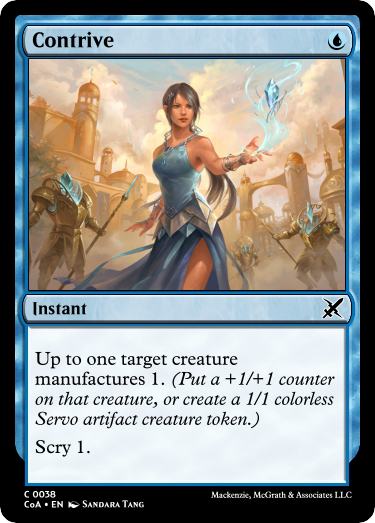 Contrive
Instant
Up to one target creature
manufactures 1. (Put a +1/+1 counter
on that creature, or create a 1/1 colorless
Servo artifact creature token.)
Scry 1.
C 0038
CoA • EN Sandara Tang
Mackenzie, McGrath & Associates LLC